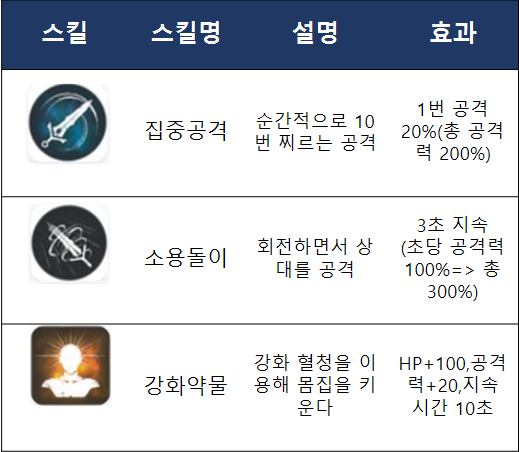 스킬 스킬명 설명 효과
집중공격
순간적으로 10
번 찌르는 공격
1번 공격
20%(총 공격
력 200%)
소용돌이
회전하면서 상
대를 공격
3초 지속
(초당 공격력
100%=> 총
300%)
강화약물
강화 혈청을 이
용해 몸집을 키
운다
HP+100,공격
력+20,지속
시간 10초